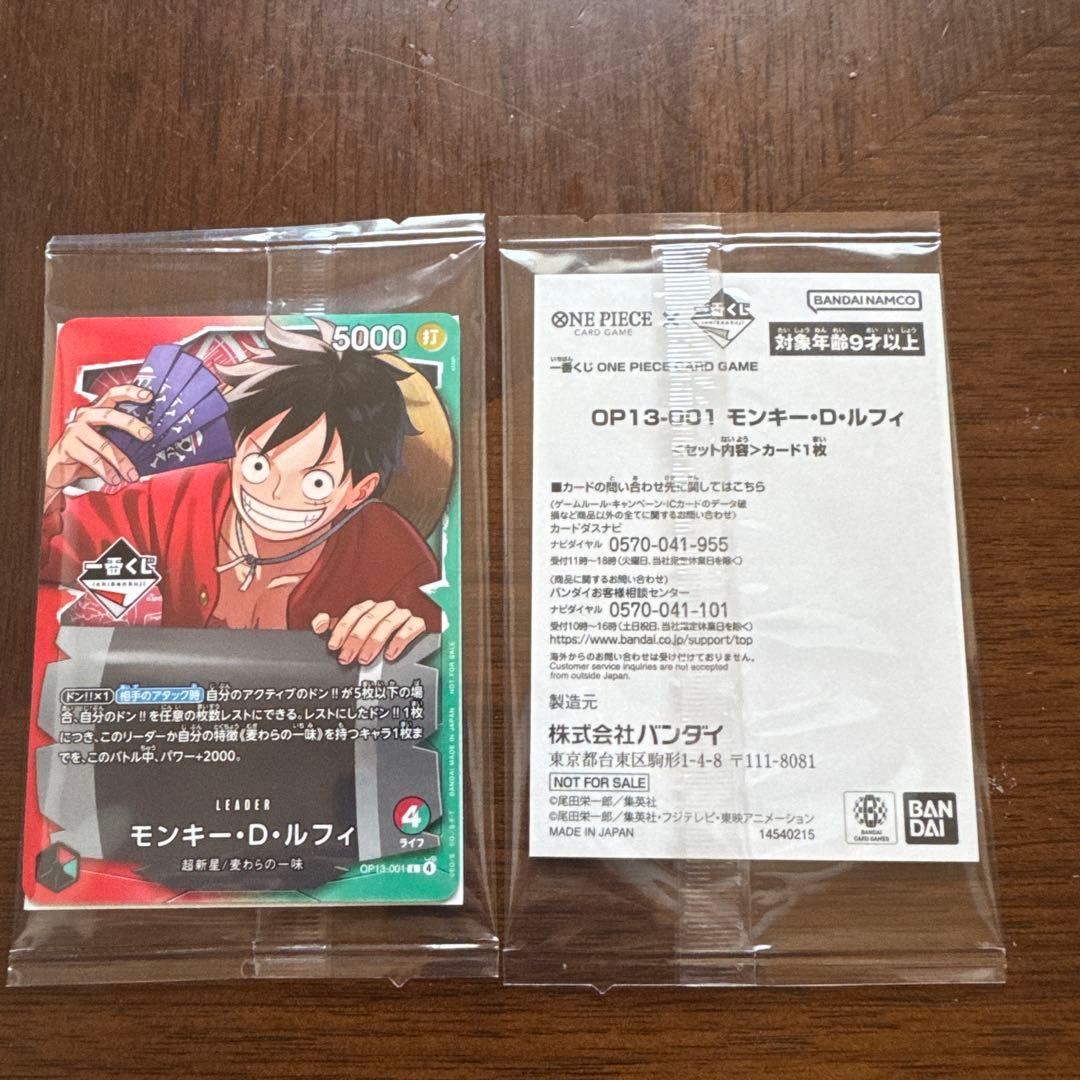 5000
打
一番くじ
ichibankuji
ドン!!×1 相手のアタック時 自分のアクティブのドン!!が5枚以下の場
合、自分のドン!!を任意の枚数レストにできる。レストにしたドン!!1枚
につき、このリーダーか自分の特徴《麦わらの一味》を持つキャラ1枚ま
でを、このバトル中、パワー+2000。
LEADER
モンキー・D・ルフィ
超新星/麦わらの一味
4
ライフ
OP13-001 L 4
BANDAI MADE IN JAPAN NOT FOR SALE
ONE PIECE
CARD GAME
×
一番くじ
ichibankuji
BANDAI NAMCO
対象年齢9才以上
一番くじ ONE PIECE CARD GAME
OP13-001 モンキー・D・ルフィ
<セット内容>カード1枚
■カードの問い合わせ先に関してはこちら
(ゲームルール・キャンペーン・ICカードのデータ破
損など商品以外の全てに関するお問い合わせ)
カードダスナビ
ナビダイヤル 0570-041-955
受付11時~18時(火曜日、当社指定休業日を除く)
(商品に関するお問い合わせ)
バンダイお客様相談センター
ナビダイヤル 0570-041-101
受付10時~16時(土日祝日、当社指定休業日を除く)
https://www.bandai.co.jp/support/top
海外からのお問い合わせは受け付けておりません。
Customer service inquiries are not accepted
from outside Japan.
製造元
株式会社バンダイ
東京都台東区駒形1-4-8 〒111-8081
NOT FOR SALE
©尾田栄一郎/集英社
©尾田栄一郎/集英社・フジテレビ・東映アニメーション
MADE IN JAPAN 14540215
BANDAI
CARD GAMES
BAN
DAI